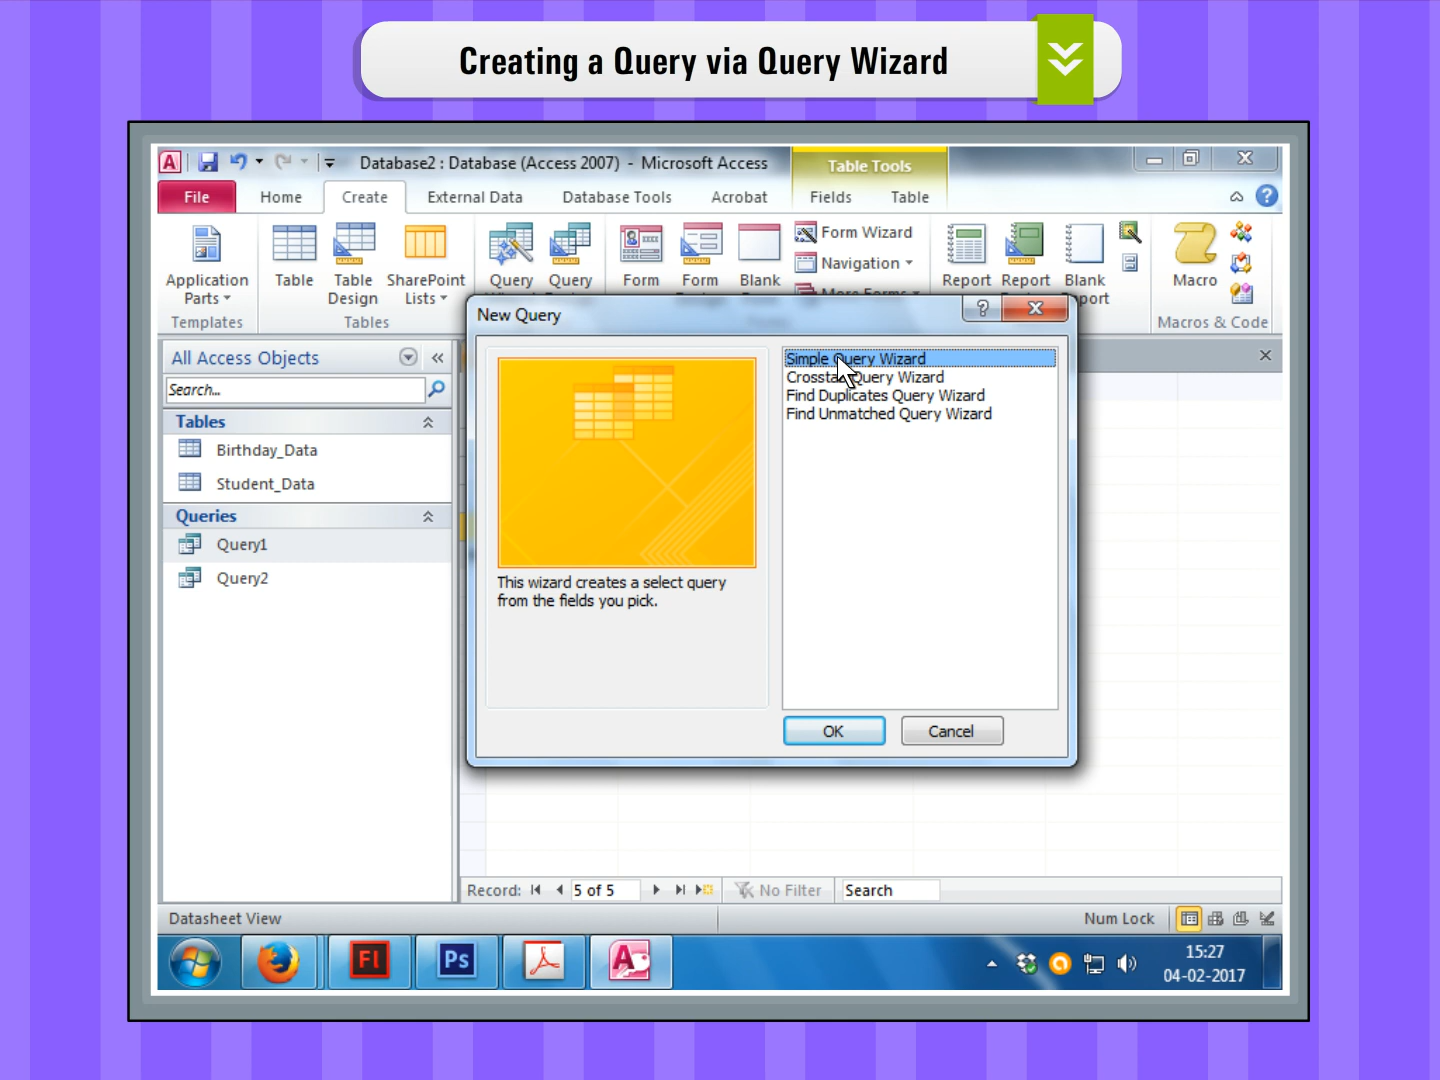 Creating a Query via Query Wizard
Database2 : Database (Access 2007) - Microsoft Access
Table Tools
File
Home
Create
External Data
Database Tools
Acrobat
Fields
Table
Application
Parts
Templates
Table
Table
Design
SharePoint
Lists
Tables
Query
Query
Form
Form
Blank
Form Wizard
Navigation
More Forms
Report
Report
Blank
Report
Macro
Macros & Code
New Query
All Access Objects
Search...
Tables
Birthday_Data
Student_Data
Queries
Query1
Query2
Simple Query Wizard
Crosstab Query Wizard
Find Duplicates Query Wizard
Find Unmatched Query Wizard
This wizard creates a select query
from the fields you pick.
OK
Cancel
Record:
5 of 5
No Filter
Search
Datasheet View
Num Lock
Fl
Ps
15:27
04-02-2017